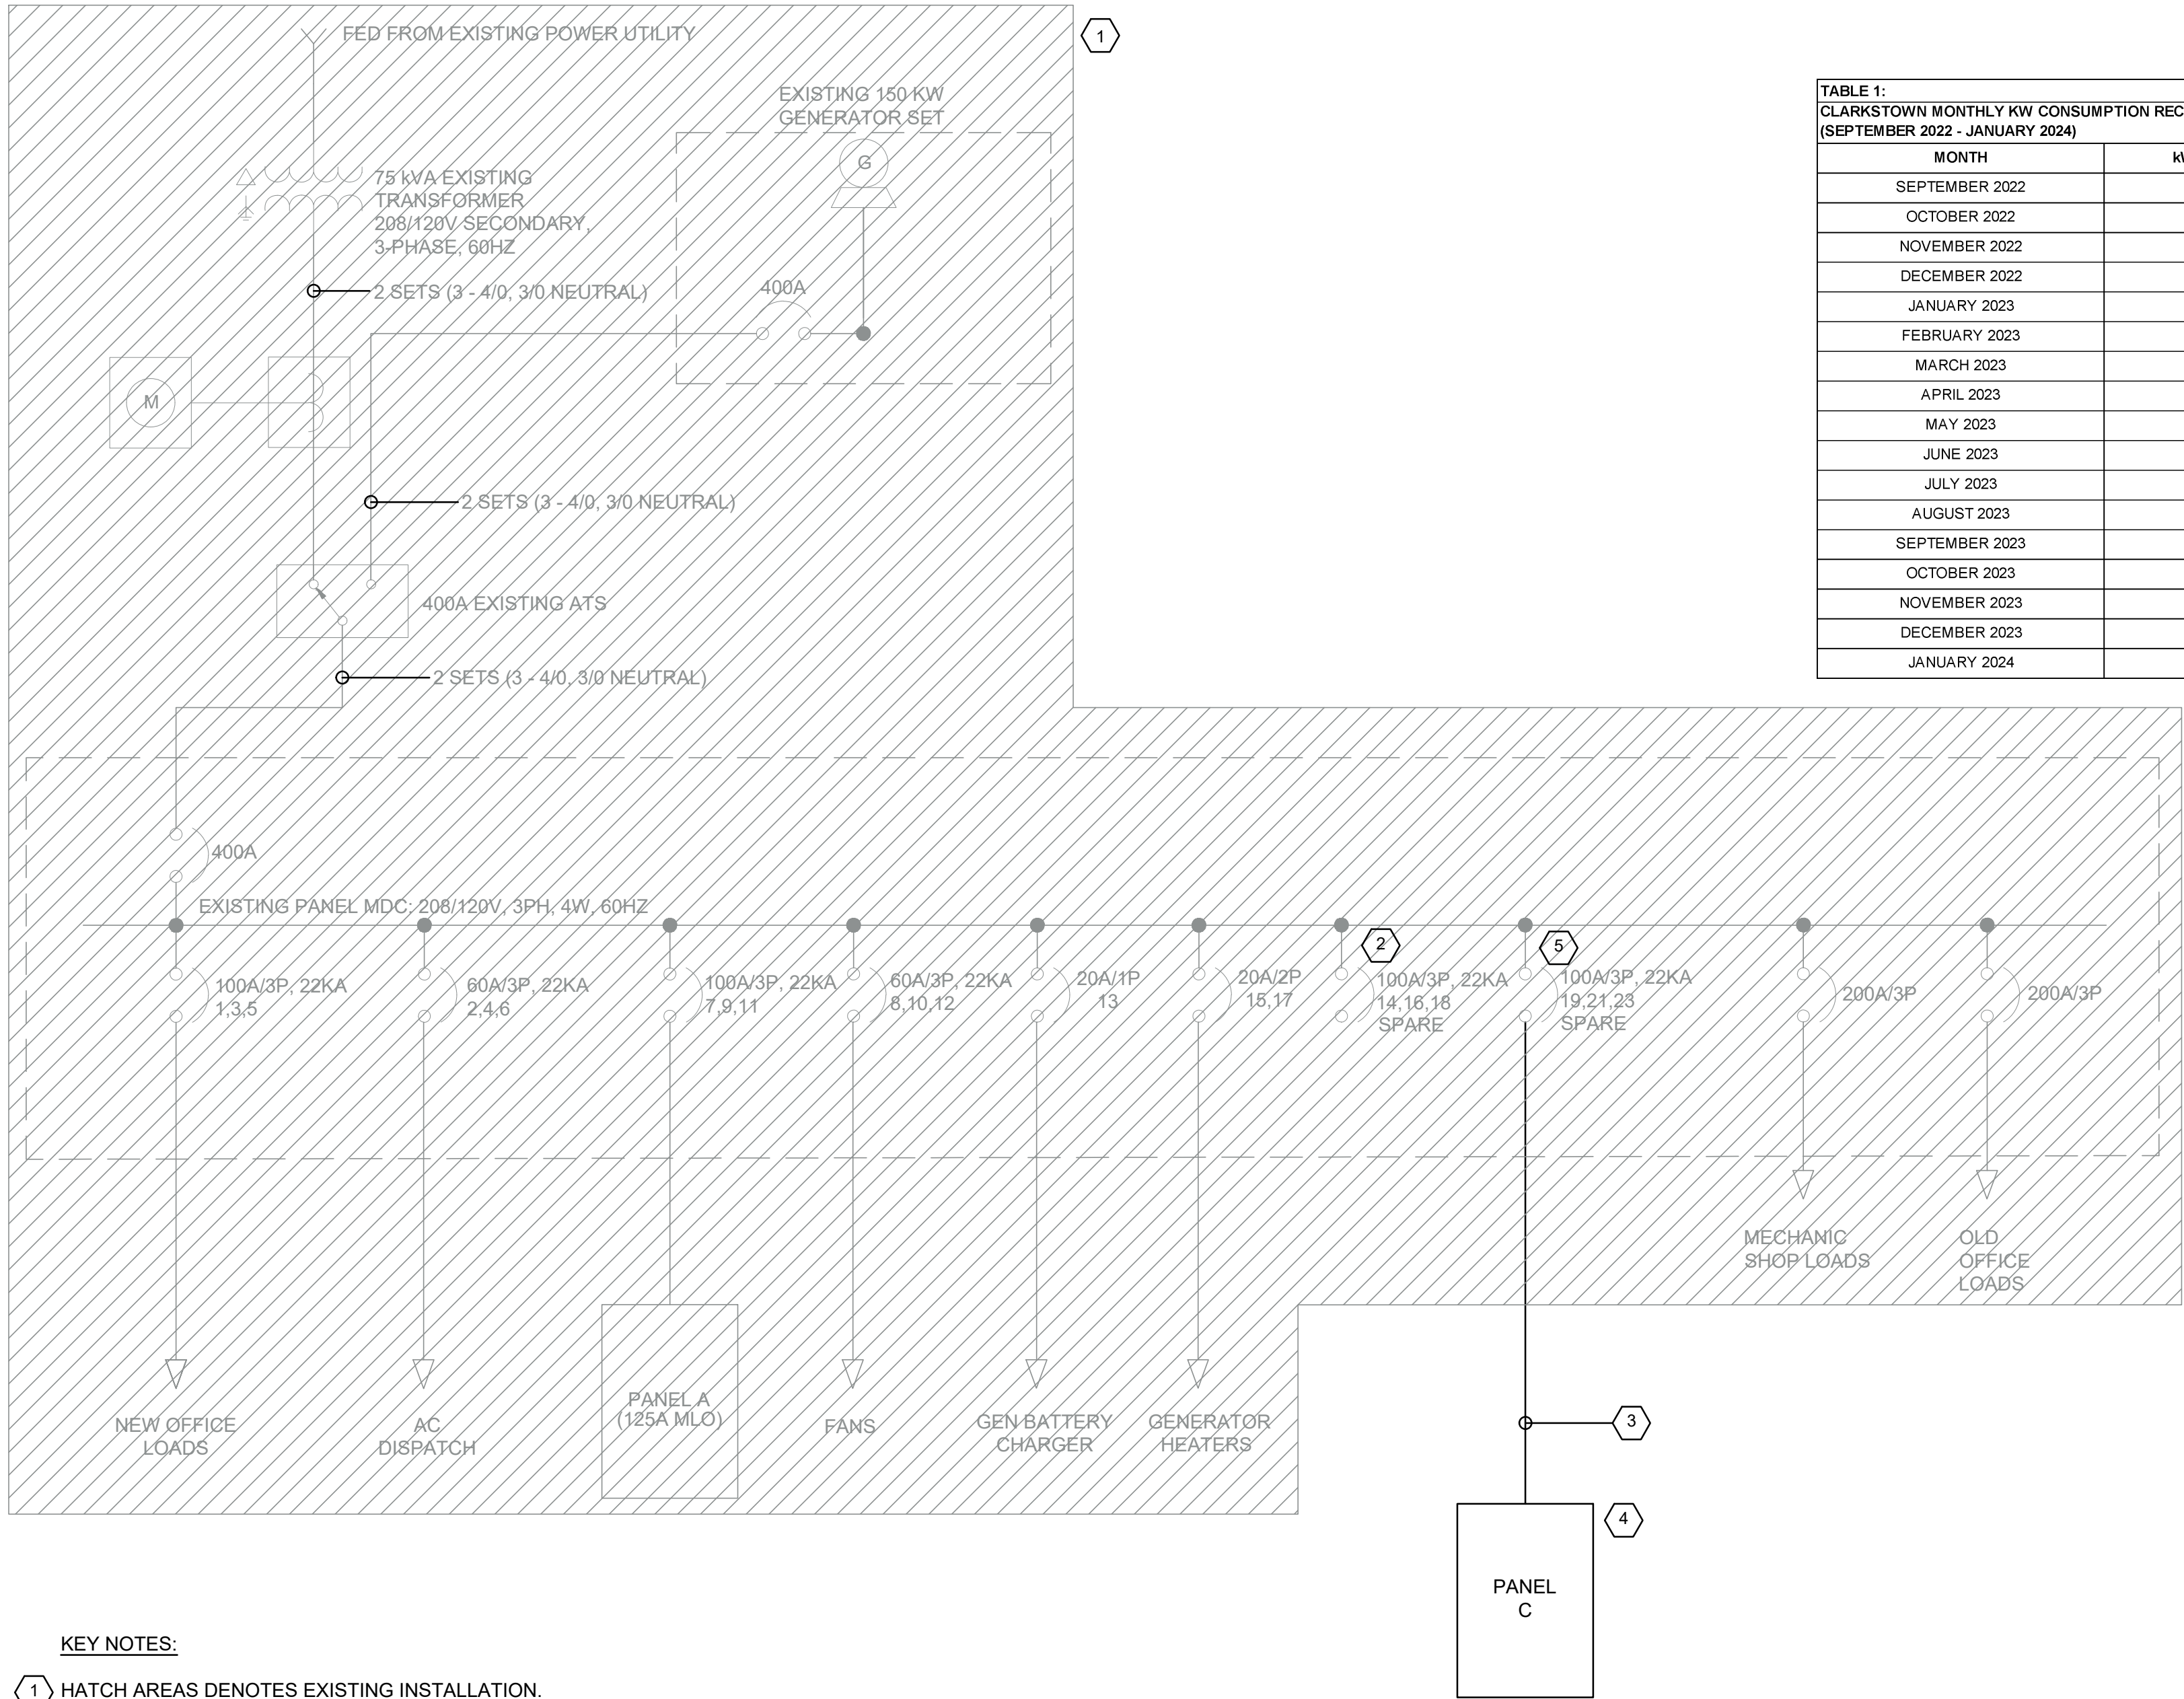 FED FROM EXISTING POWER UTILITY
1
EXISTING 150 KW
GENERATOR SET
G
75 kVA EXISTING
TRANSFORMER
208/120V SECONDARY,
3-PHASE, 60HZ
2 SETS (3 - 4/0, 3/0 NEUTRAL)
400A
M
2 SETS (3 - 4/0, 3/0 NEUTRAL)
400A EXISTING ATS
2 SETS (3 - 4/0, 3/0 NEUTRAL)
TABLE 1:
CLARKSTOWN MONTHLY KW CONSUMPTION REC
(SEPTEMBER 2022 - JANUARY 2024)
MONTH
SEPTEMBER 2022
OCTOBER 2022
NOVEMBER 2022
DECEMBER 2022
JANUARY 2023
FEBRUARY 2023
MARCH 2023
APRIL 2023
MAY 2023
JUNE 2023
JULY 2023
AUGUST 2023
SEPTEMBER 2023
OCTOBER 2023
NOVEMBER 2023
DECEMBER 2023
JANUARY 2024
400A
EXISTING PANEL MDC: 208/120V, 3PH, 4W, 60HZ
100A/3P, 22KA
1,3,5
60A/3P, 22KA
2,4,6
100A/3P, 22KA
7,9,11
60A/3P, 22KA
8,10,12
20A/1P
13
20A/2P
15,17
2
100A/3P, 22KA
14,16,18
SPARE
5
100A/3P, 22KA
19,21,23
SPARE
200A/3P
200A/3P
MECHANIC
SHOP LOADS
OLD
OFFICE
LOADS
NEW OFFICE
LOADS
AC
DISPATCH
PANEL A
(125A MLO)
FANS
GEN BATTERY
CHARGER
GENERATOR
HEATERS
3
4
PANEL
C
KEY NOTES:
1 HATCH AREAS DENOTES EXISTING INSTALLATION.